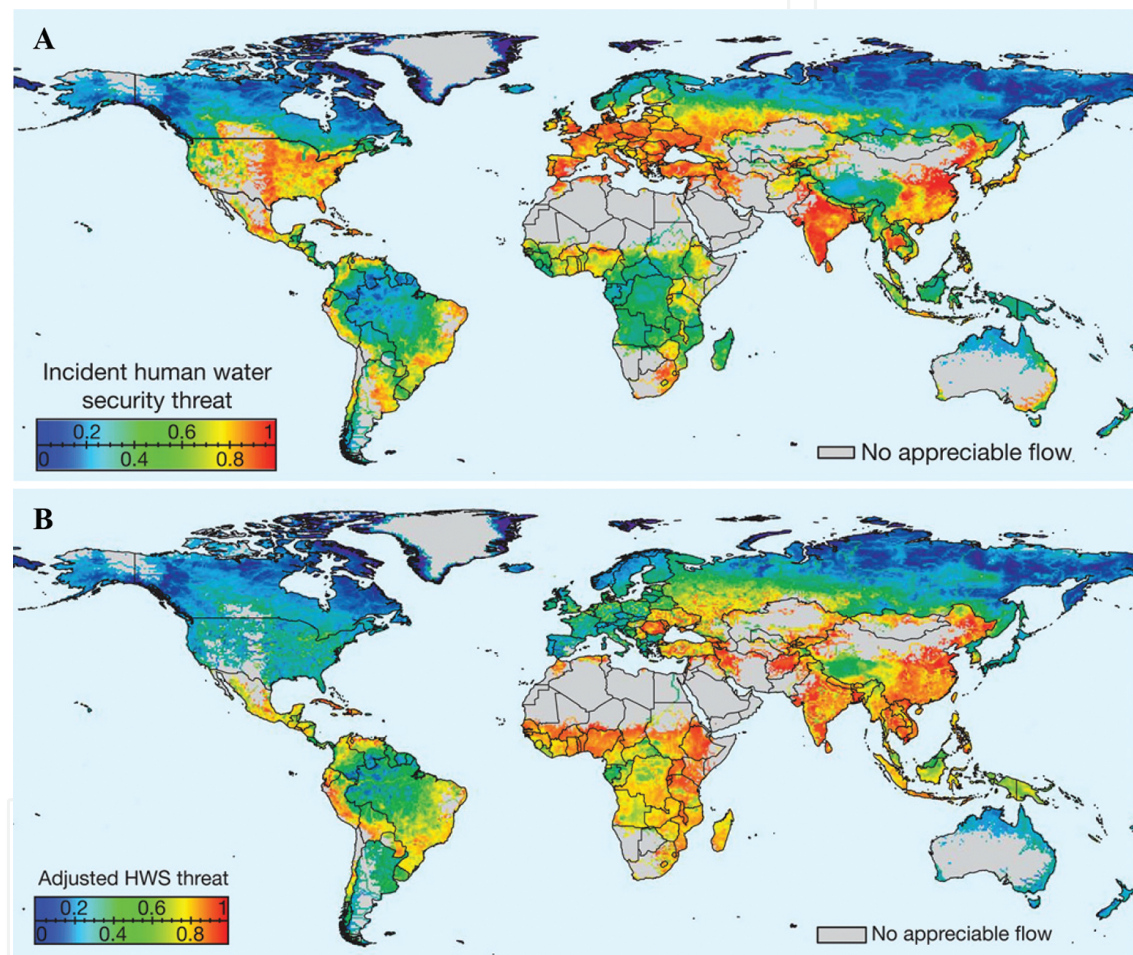 A
Incident human water
security threat
0.2 0.6 1
0 0.4 0.8
No appreciable flow
B
Adjusted HWS threat
0.2 0.6 1
0 0.4 0.8
No appreciable flow